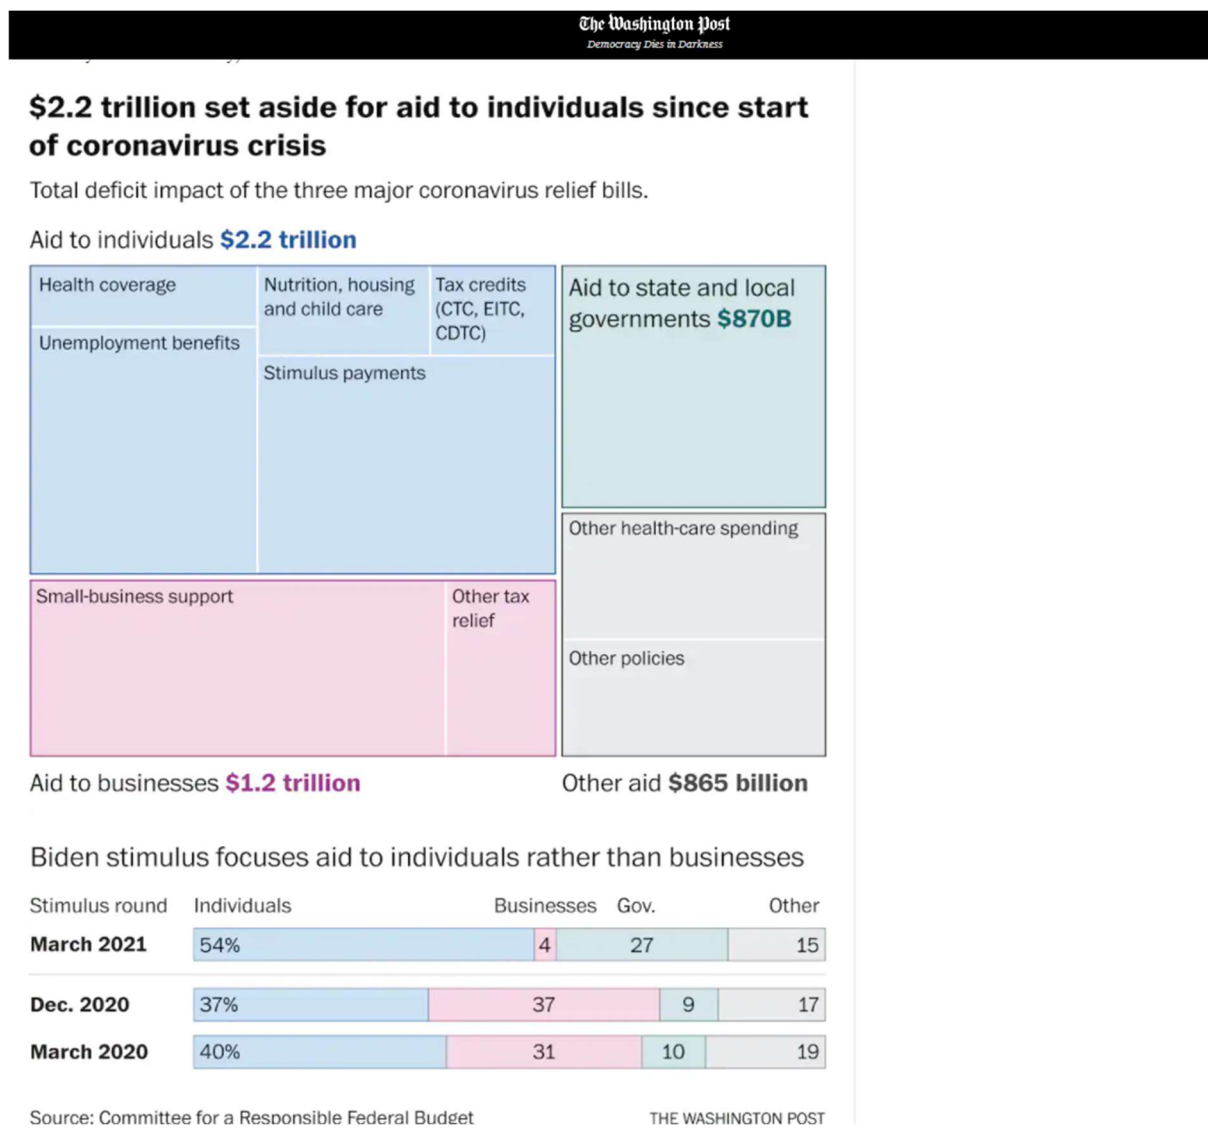 The Washington Post
Democracy Dies in Darkness
$2.2 trillion set aside for aid to individuals since start
of coronavirus crisis
Total deficit impact of the three major coronavirus relief bills.
Aid to individuals $2.2 trillion
Health coverage
Unemployment benefits
Nutrition, housing
and child care
Tax credits
(CTC, EITC,
CDTC)
Stimulus payments
Aid to state and local
governments $870B
Other health-care spending
Other policies
Small-business support
Other tax
relief
Aid to businesses $1.2 trillion
Other aid $865 billion
Biden stimulus focuses aid to individuals rather than businesses
Stimulus round Individuals Businesses Gov. Other
March 2021 54% 4 27 15
Dec. 2020 37% 37 9 17
March 2020 40% 31 10 19
Source: Committee for a Responsible Federal Budget
THE WASHINGTON POST